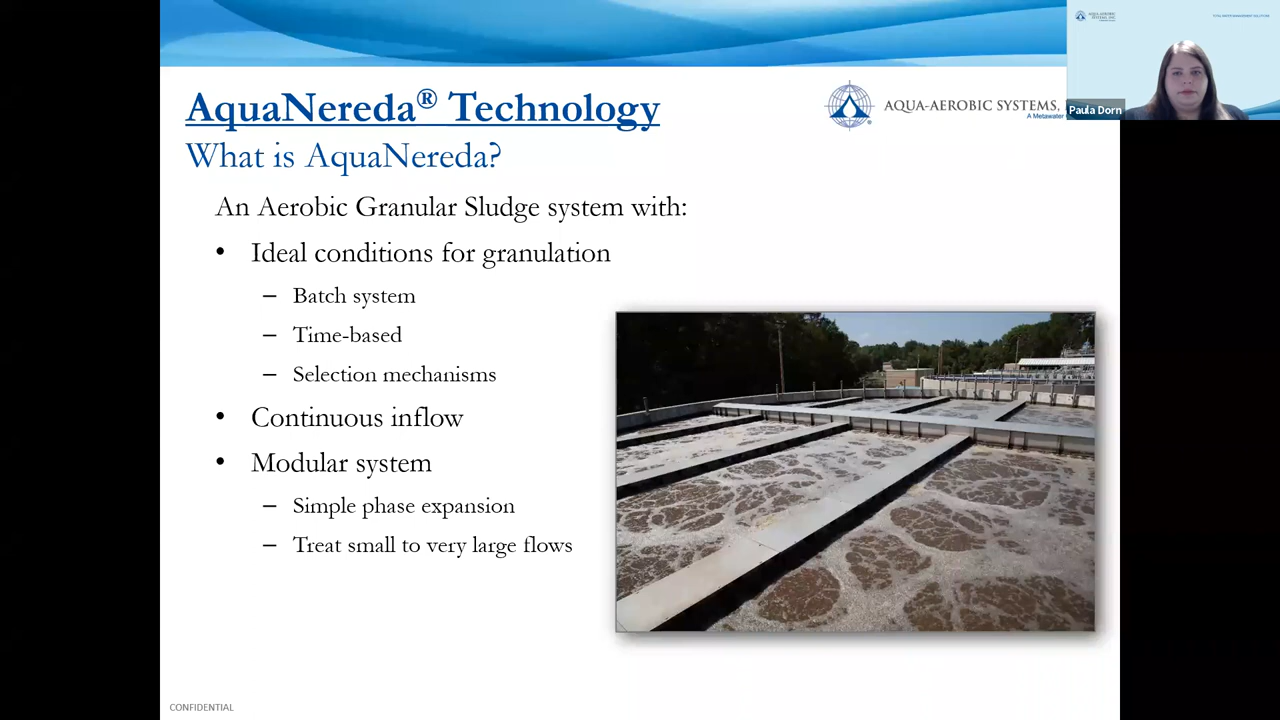 AquaNereda® Technology
What is AquaNereda?
AQUA-AEROBIC SYSTEMS,
A Metawater
Paula Dorn
An Aerobic Granular Sludge system with:
• Ideal conditions for granulation
– Batch system
– Time-based
– Selection mechanisms
• Continuous inflow
• Modular system
– Simple phase expansion
– Treat small to very large flows
CONFIDENTIAL